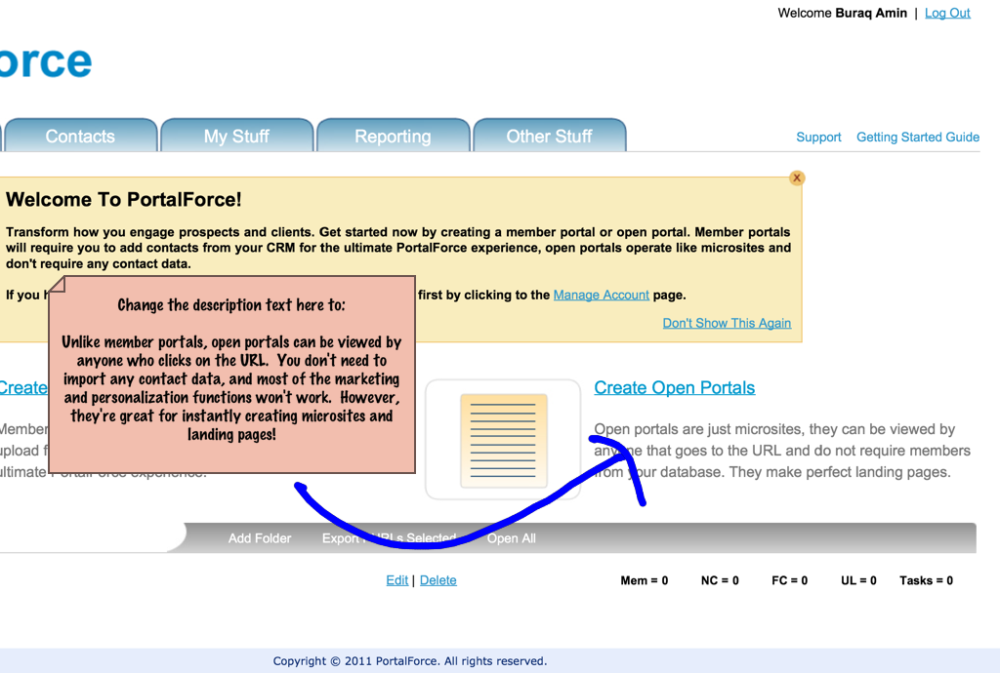 Welcome Buraq Amin | Log Out
orce
Contacts My Stuff Reporting Other Stuff Support Getting Started Guide
X
Welcome To PortalForce!
Transform how you engage prospects and clients. Get started now by creating a member portal or open portal. Member portals
will require you to add contacts from your CRM for the ultimate PortalForce experience, open portals operate like microsites and
don't require any contact data.
If you first by clicking to the Manage Account page.
Don't Show This Again
Change the description text here to:
Unlike member portals, open portals can be viewed by
anyone who clicks on the URL. You don't need to
import any contact data, and most of the marketing
and personalization functions won't work. However,
they're great for instantly creating microsites and
landing pages!
Create
Member
upload f
ultimate PortalForce experience.
Create Open Portals
Open portals are just microsites, they can be viewed by
anyone that goes to the URL and do not require members
from your database. They make perfect landing pages.
Add Folder Export PURLs Selected Open All
Edit | Delete Mem = 0 NC = 0 FC = 0 UL = 0 Tasks = 0
Copyright © 2011 PortalForce. All rights reserved.